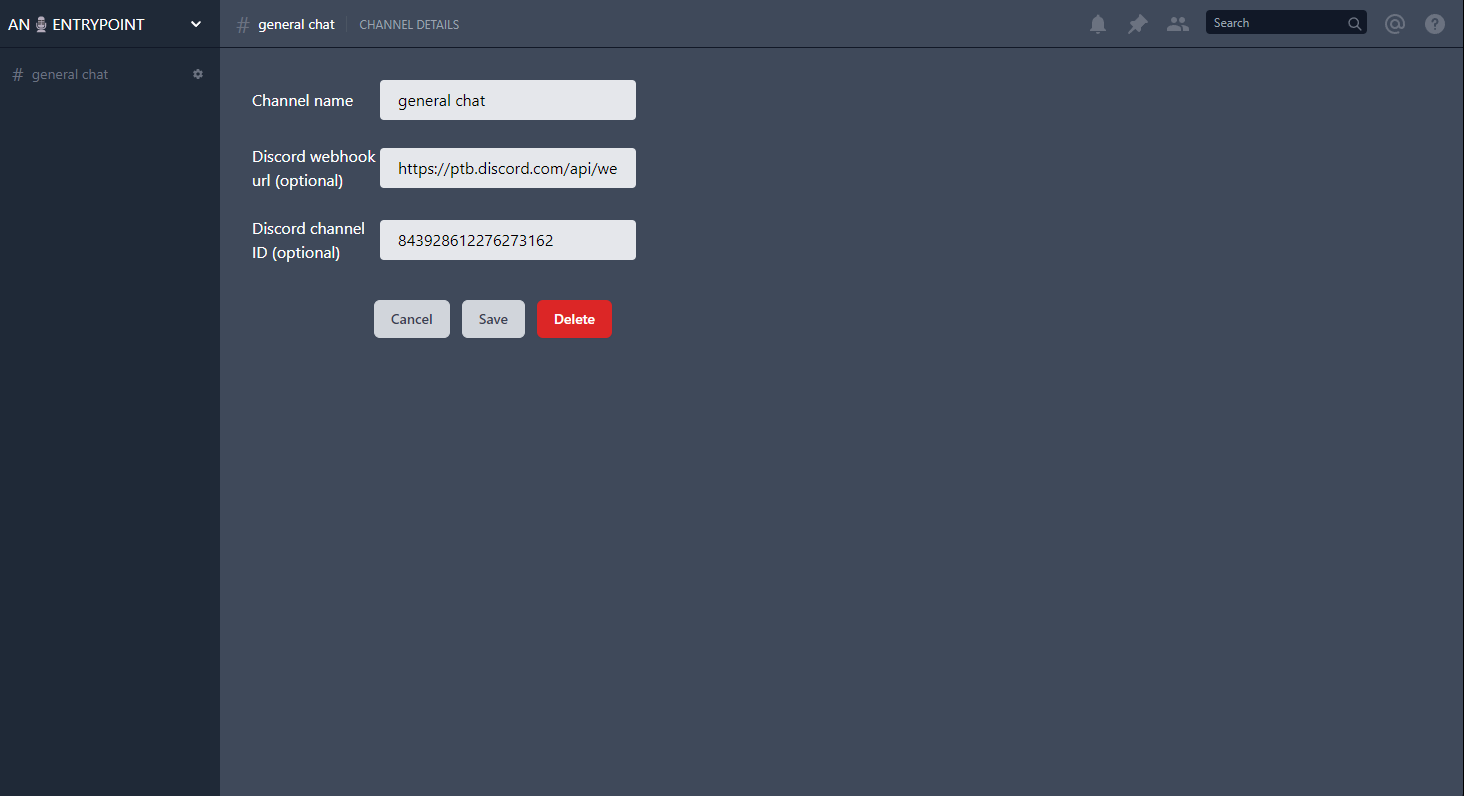 AN 🎙 ENTRYPOINT
# general chat
CHANNEL DETAILS
Search
# general chat
Channel name
general chat
Discord webhook
url (optional)
https://ptb.discord.com/api/we
Discord channel
ID (optional)
843928612276273162
Cancel
Save
Delete